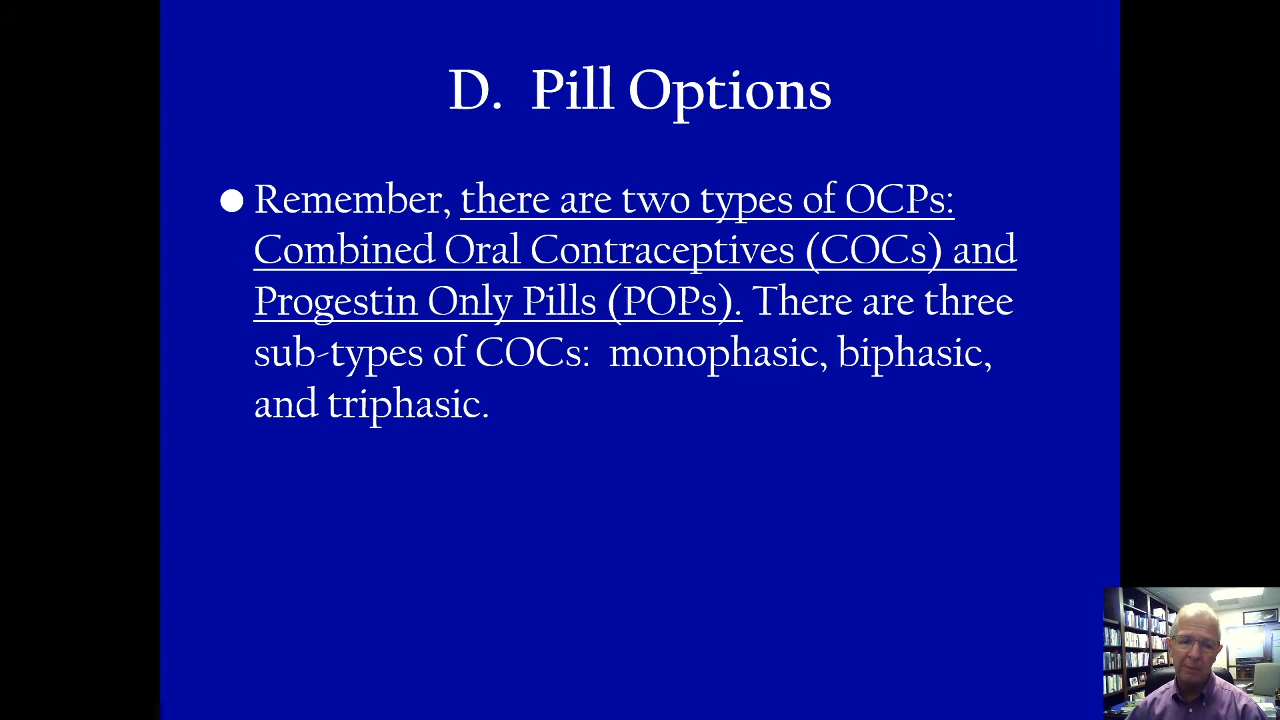 D. Pill Options
Remember, there are two types of OCPs:
Combined Oral Contraceptives (COCs) and
Progestin Only Pills (POPs). There are three
sub-types of COCs: monophasic, biphasic,
and triphasic.